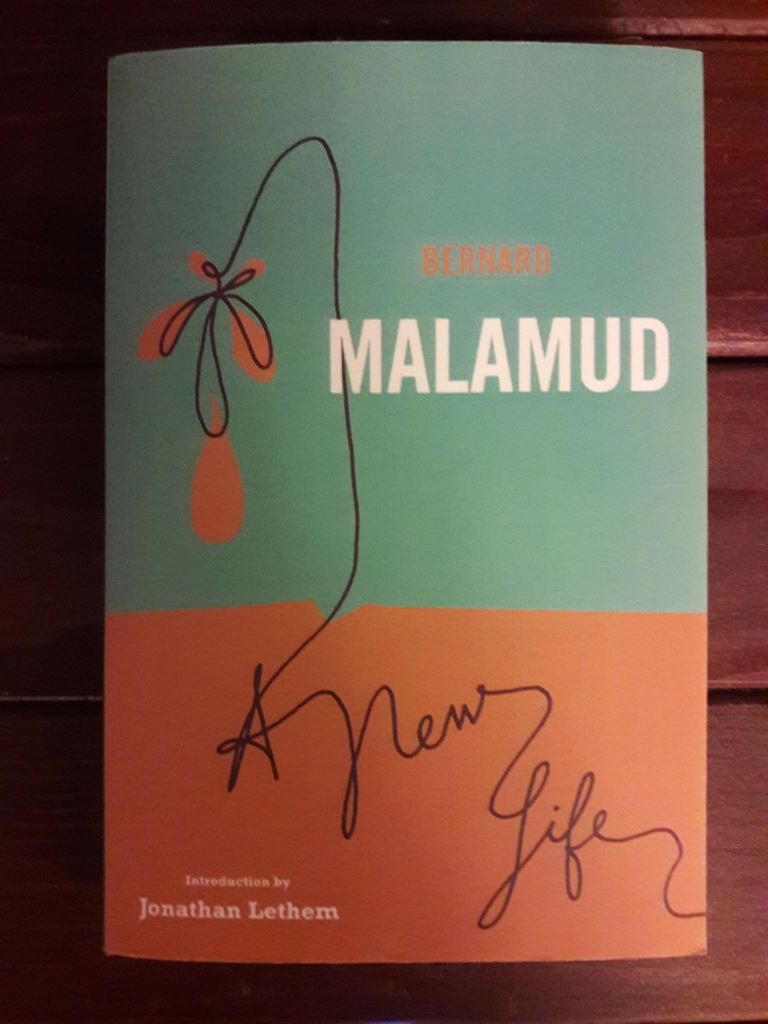 BERNARD
MALAMUD
A New
Life
Introduction by
Jonathan Lethem